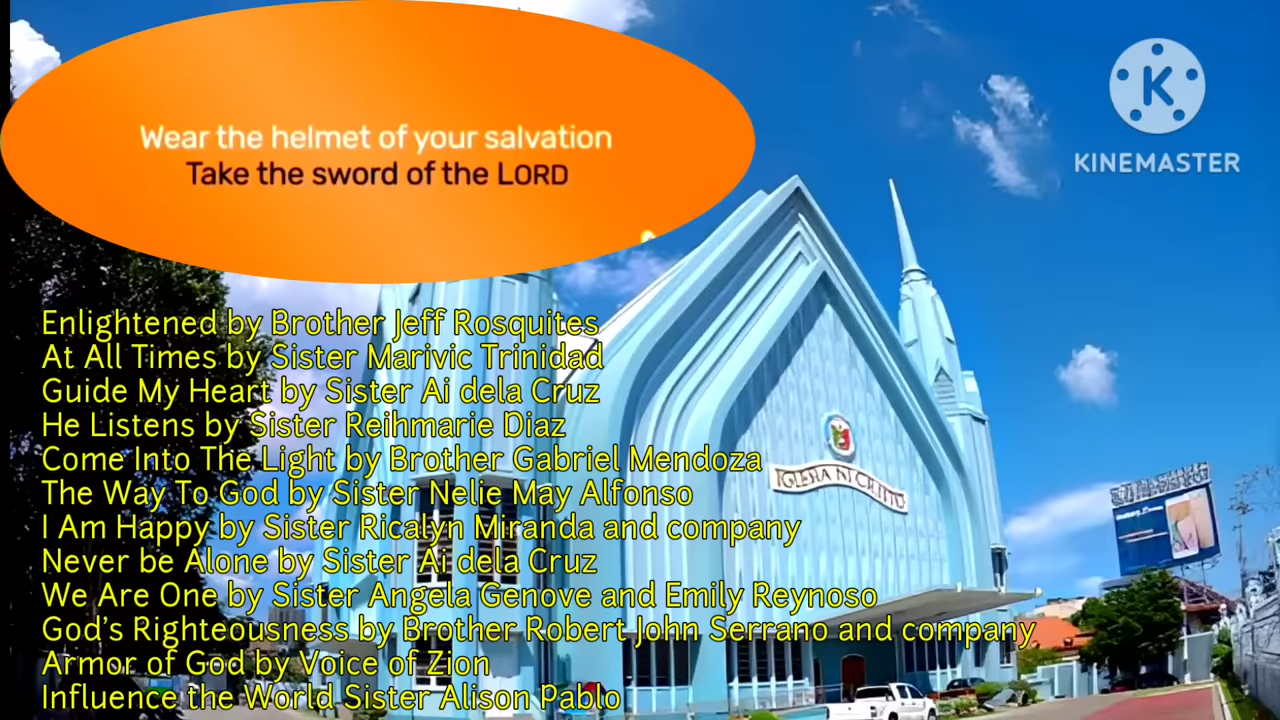 Wear the helmet of your salvation
Take the sword of the LORD
KINEMASTER
Enlightened by Brother Jeff Rosquites
At All Times by Sister Marivic Trinidad
Guide My Heart by Sister Ai dela Cruz
He Listens by Sister Reihmarie Diaz
Come Into The Light by Brother Gabriel Mendoza
IGLESIA NI CRISTO
The Way To God by Sister Nelie May Alfonso
I Am Happy by Sister Ricalyn Miranda and company
Never be Alone by Sister Ai dela Cruz
We Are One by Sister Angela Genove and Emily Reynoso
God's Righteousness by Brother Robert John Serrano and company
Armor of God by Voice of Zion
Influence the World Sister Alison Pablo